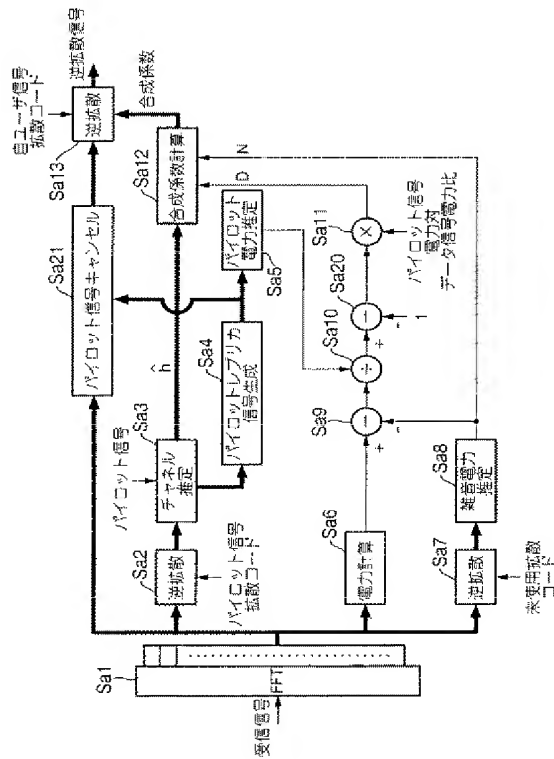 受信信号
FFT
Sa1
Sa2
逆拡散
パイロット信号
拡散コード
パイロット信号
Sa3
チャネル
推定
ĥ
Sa4
パイロットレプリカ
信号生成
パイロット
電力推定
Sa5
Sa21
パイロット信号キャンセル
自ユーザ信号
拡散コード
Sa13
逆拡散
逆拡散信号
合成係数
Sa12
合成係数計算
D
N
Sa6
電力計算
Sa7
逆拡散
未使用拡散
コード
Sa8
雑音電力
推定
Sa9
−
+
-
Sa10
÷
+
Sa20
−
-
1
Sa11
×
パイロット信号
電力対
データ信号電力比